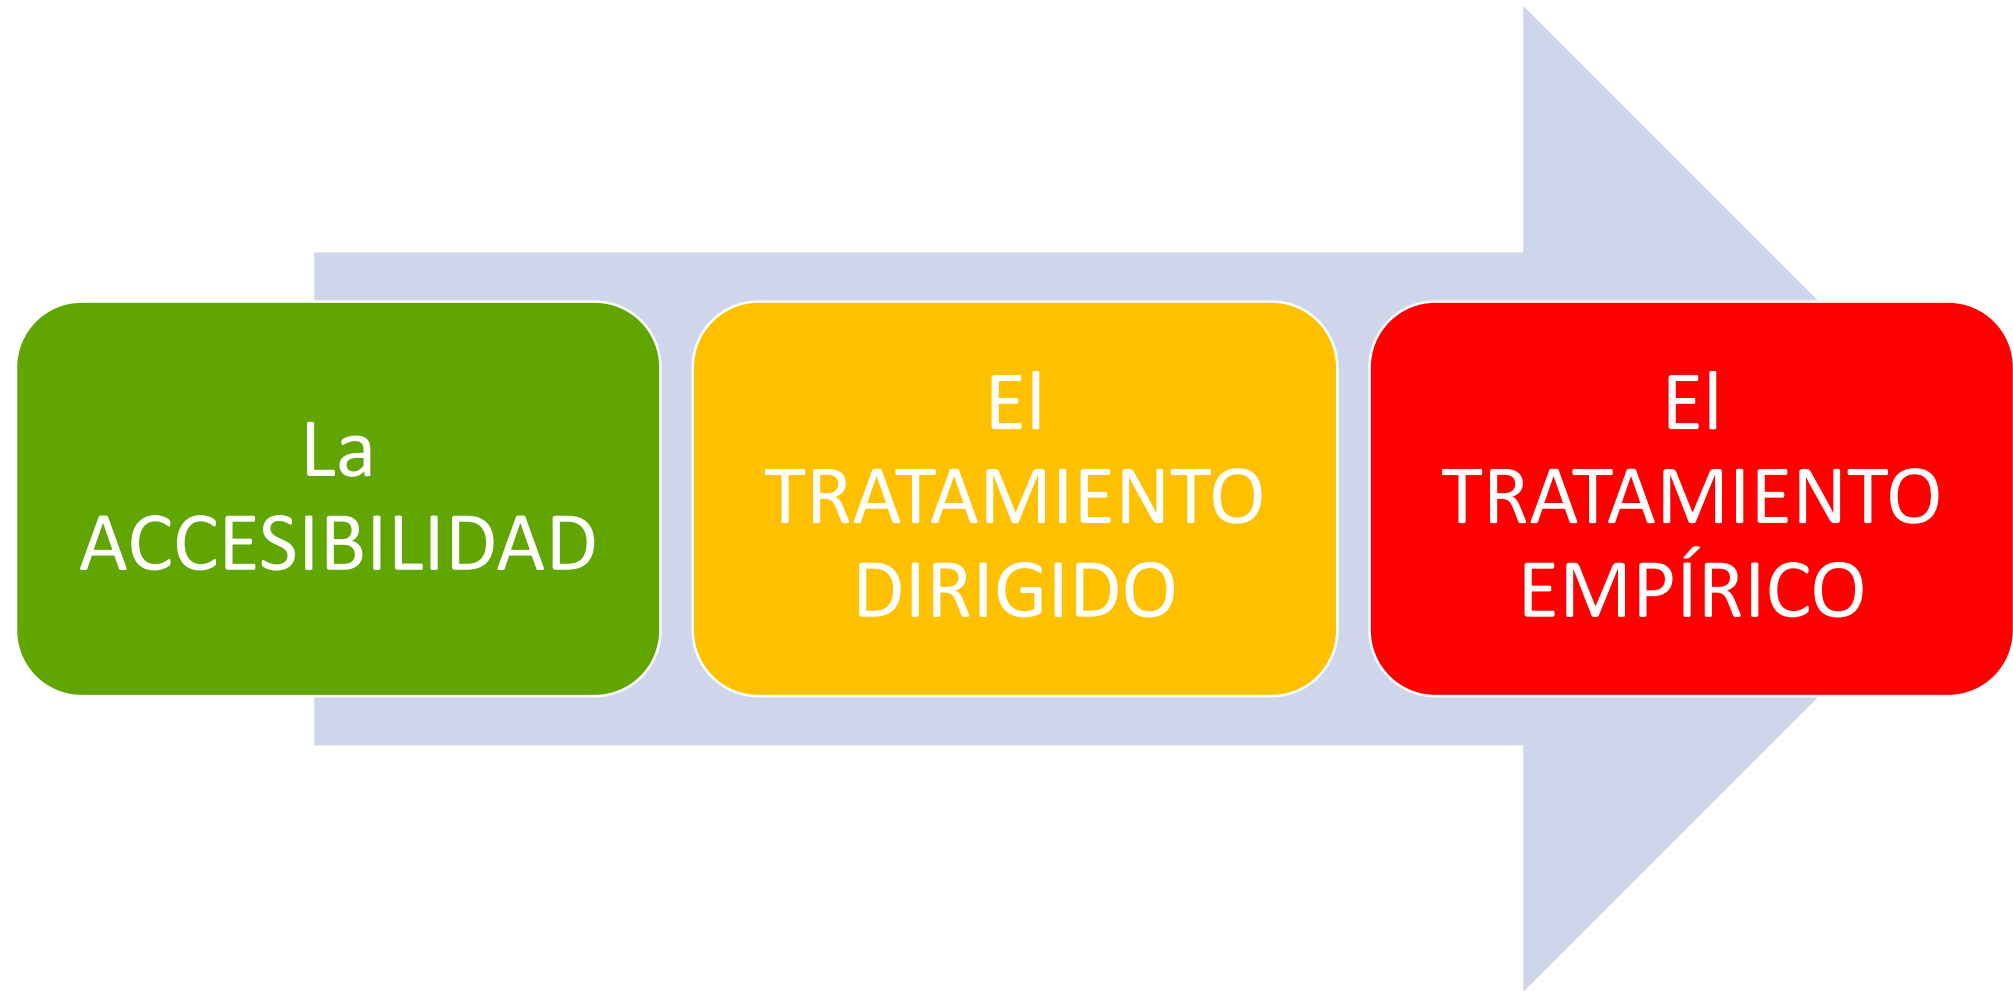 La
ACCESIBILIDAD
El
TRATAMIENTO
DIRIGIDO
El
TRATAMIENTO
EMPÍRICO